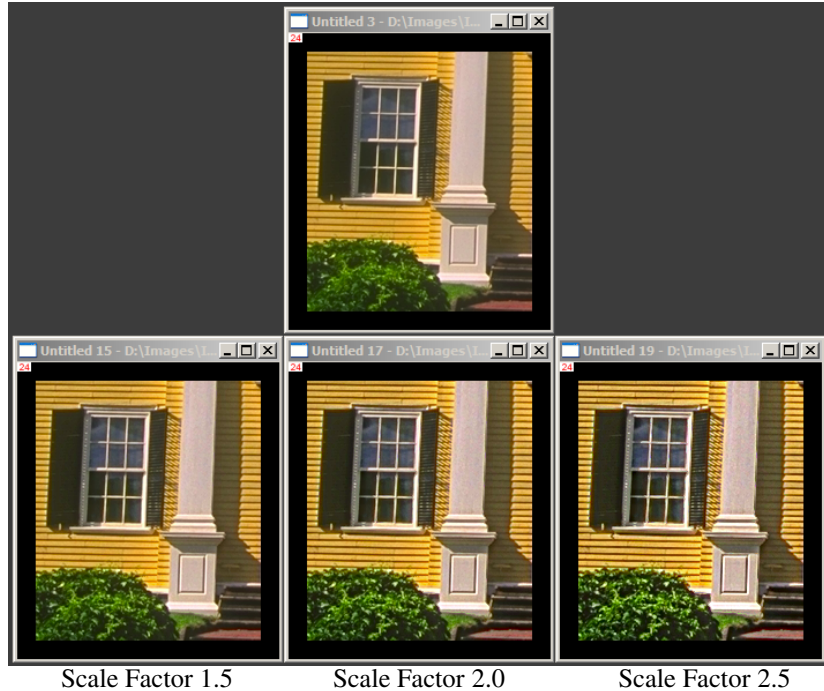 Untitled 3 - D:\Images\I...
24
Untitled 15 - D:\Images\I...
Untitled 17 - D:\Images\I...
Untitled 19 - D:\Images\I...
24
24
24
Scale Factor 1.5
Scale Factor 2.0
Scale Factor 2.5